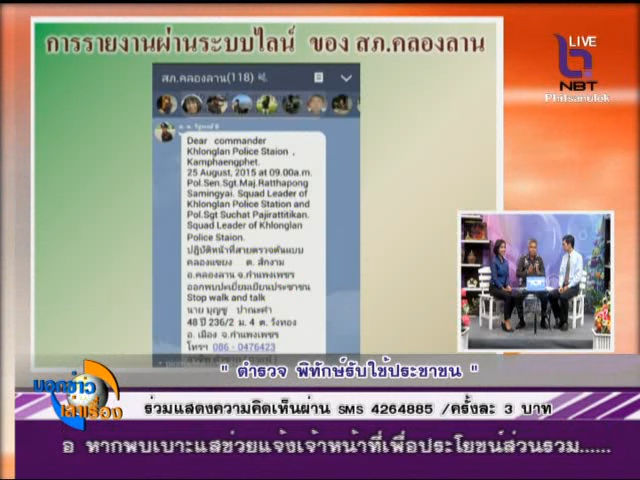 การรายงานผ่านระบบไลน์ ของ สภ.คลองลาน
LIVE
NBT
Phitsanulok
สภ.คลองลาน(118)
Dear commander
Khlonglan Police Staion ,
Kamphaengphet.
25 August, 2015 at 09.00a.m.
Pol.Sen.Sgt.Maj.Ratthapong
Samingyai. Squad Leader of
Khlonglan Police Station and
Pol.Sgt Suchat Pajirattitikan.
Squad Leader of Khlonglan
Police Staion.
ปฎิบัติหน้าที่สายตรวจตำบล
คลองแขยง ต. สักงาม
อ.คลองลาน จ.กำแพงเพชร
ออกพบปะเยี่ยมเยียนประชาชน
Stop walk and talk
นาย มุญชู ปาณะคำ
48 ปี 236/2 ม. 4 ต. วังทอง
อ. เมือง จ.กำแพงเพชร
โทรฯ 086 - 0476423
" ตำรวจ พิทักษ์รับใช้ประชาชน "
บอกข่าว
เล่าเรื่อง
ร่วมแสดงความคิดเห็นผ่าน SMS 4264885 /ครั้งละ 3 บาท
อ หากพบเบาะแสช่วยแจ้งเจ้าหน้าที่เพื่อประโยชน์ส่วนรวม......